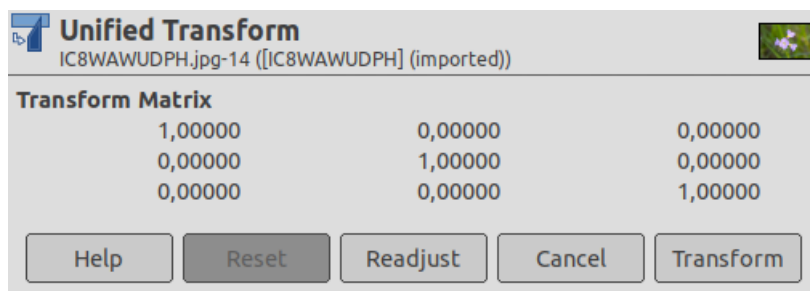 Unified Transform
IC8WAWUDPH.jpg-14 ([IC8WAWUDPH] (imported))
Transform Matrix
1,00000 0,00000 0,00000
0,00000 1,00000 0,00000
0,00000 0,00000 1,00000
Help Reset Readjust Cancel Transform